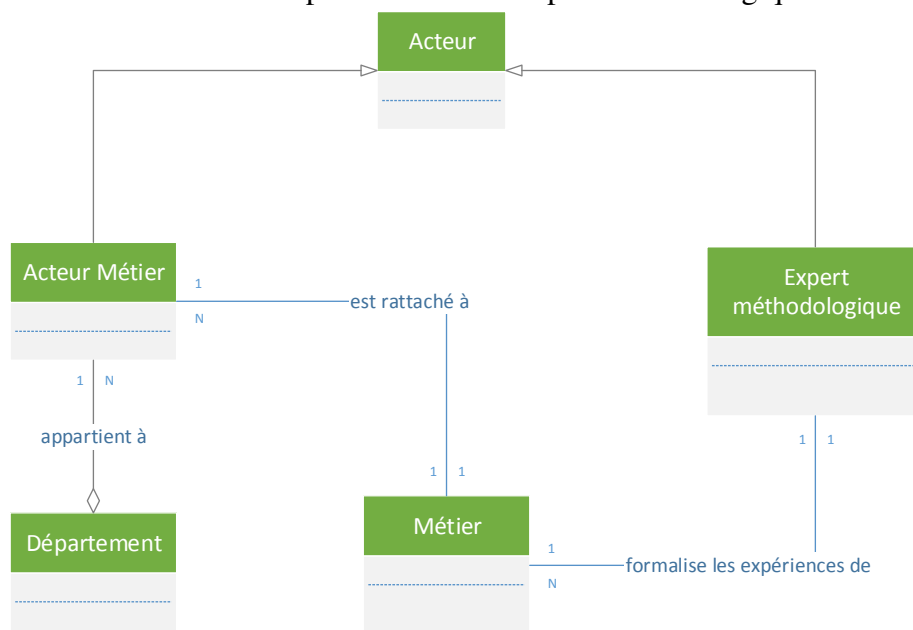 Acteur
Acteur Métier
1
est rattaché à
N
Expert
méthodologique
1 N
appartient à
1 1
1 1
Département
Métier
1
formalise les expériences de
N